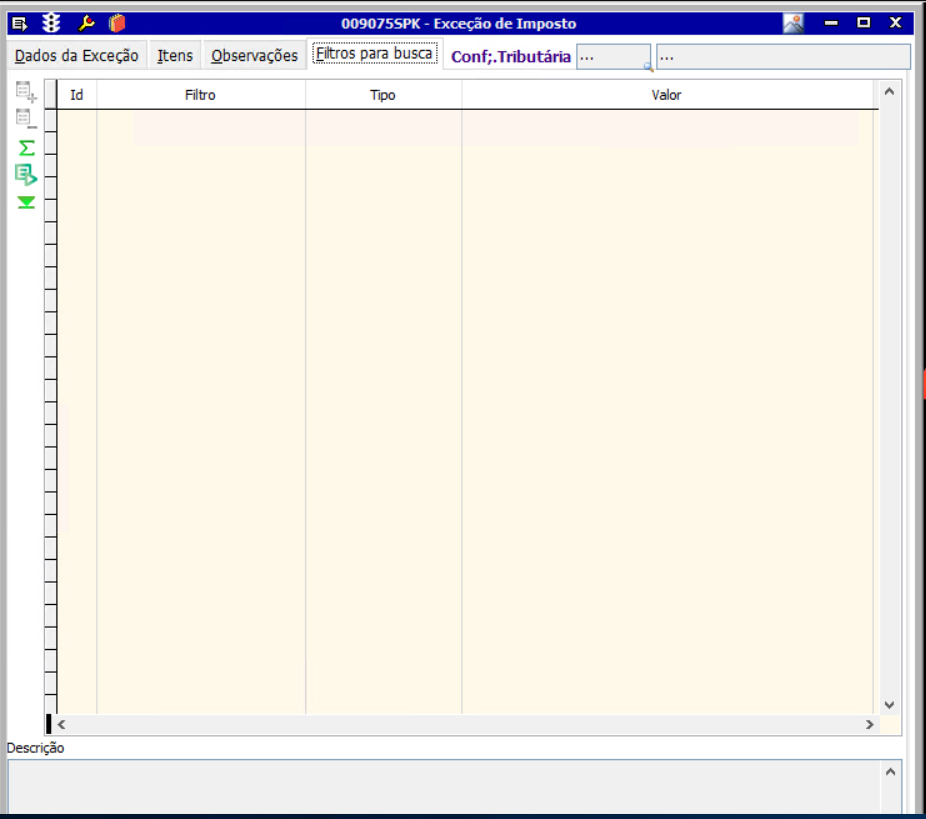 009075SPK - Exceção de Imposto
Dados da Exceção Itens Observações Filtros para busca Conf;.Tributária ... ...
Id Filtro Tipo Valor
Descrição